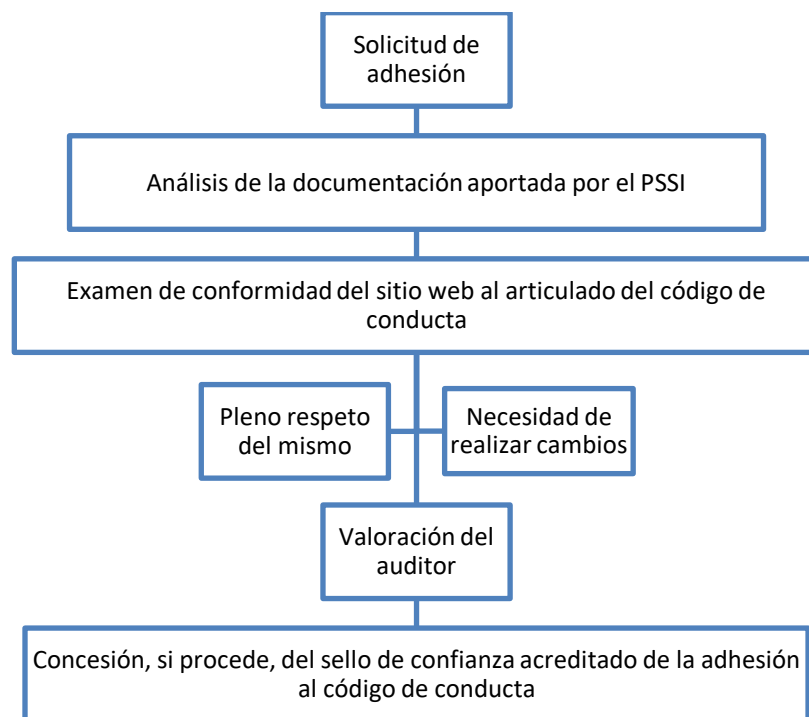 Solicitud de
adhesión
Análisis de la documentación aportada por el PSSI
Examen de conformidad del sitio web al articulado del código de
conducta
Pleno respeto
del mismo
Necesidad de
realizar cambios
Valoración del
auditor
Concesión, si procede, del sello de confianza acreditado de la adhesión
al código de conducta